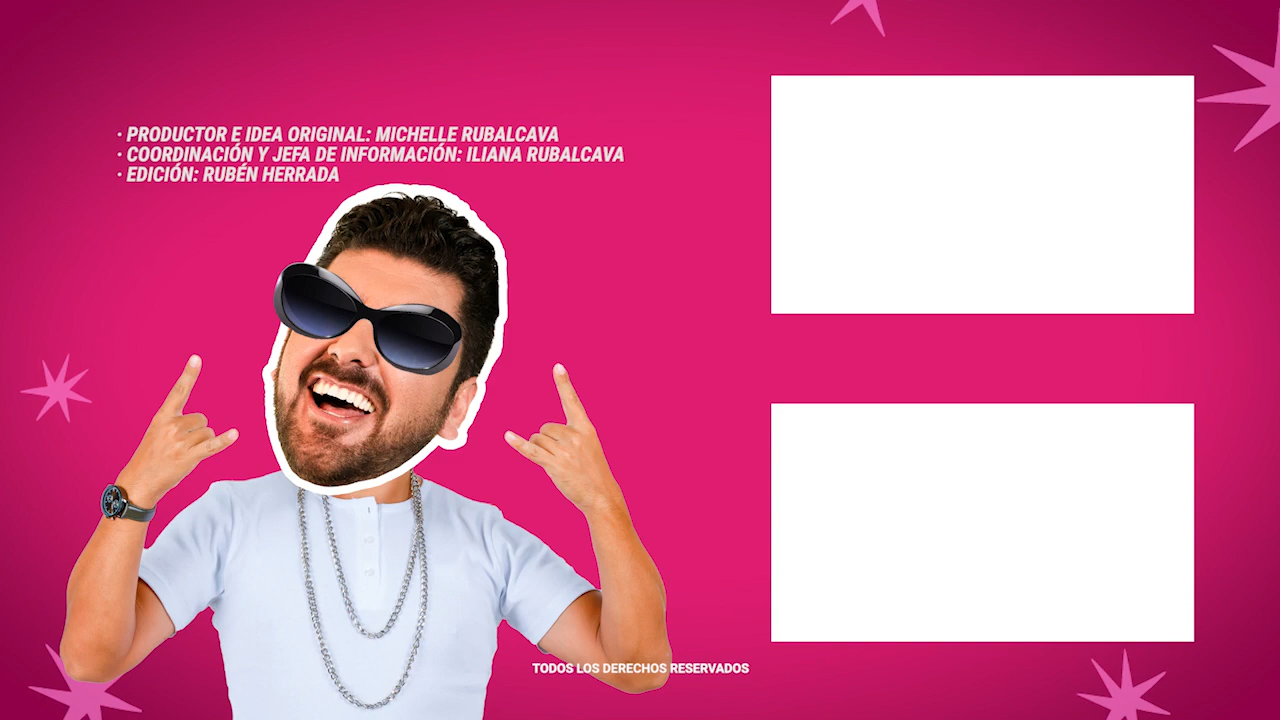 · PRODUCTOR E IDEA ORIGINAL: MICHELLE RUBALCAVA
· COORDINACIÓN Y JEFA DE INFORMACIÓN: ILIANA RUBALCAVA
· EDICIÓN: RUBÉN HERRADA
TODOS LOS DERECHOS RESERVADOS